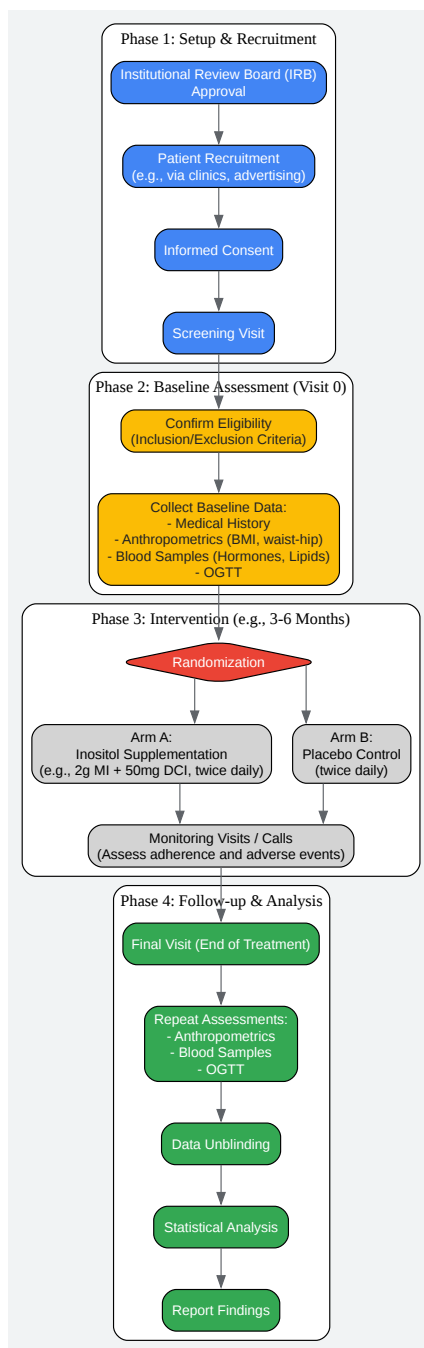 Phase 1: Setup & Recruitment
Institutional Review Board (IRB)
Approval
Patient Recruitment
(e.g., via clinics, advertising)
Informed Consent
Screening Visit
Phase 2: Baseline Assessment (Visit 0)
Confirm Eligibility
(Inclusion/Exclusion Criteria)
Collect Baseline Data:
- Medical History
- Anthropometrics (BMI, waist-hip)
- Blood Samples (Hormones, Lipids)
- OGTT
Phase 3: Intervention (e.g., 3-6 Months)
Randomization
Arm A:
Inositol Supplementation
(e.g., 2g MI + 50mg DCI, twice daily)
Arm B:
Placebo Control
(twice daily)
Monitoring Visits / Calls
(Assess adherence and adverse events)
Phase 4: Follow-up & Analysis
Final Visit (End of Treatment)
Repeat Assessments:
- Anthropometrics
- Blood Samples
- OGTT
Data Unblinding
Statistical Analysis
Report Findings